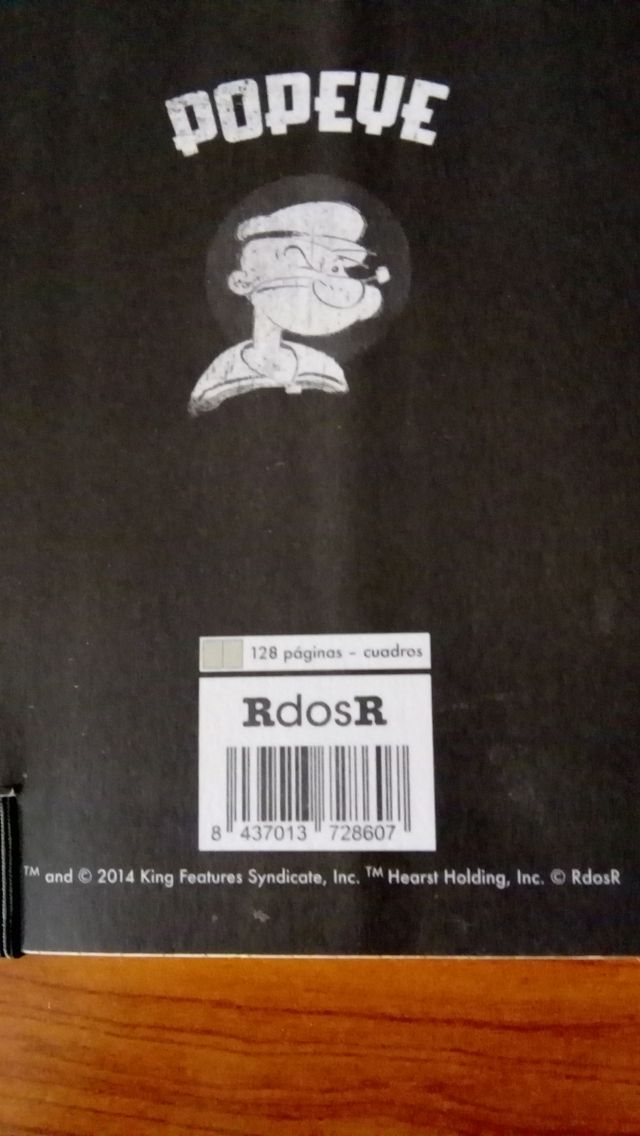 POPEYE
128 páginas - cuadros
RdosR
8 437013 728607
TM and © 2014 King Features Syndicate, Inc. TM Hearst Holding, Inc. © RdosR